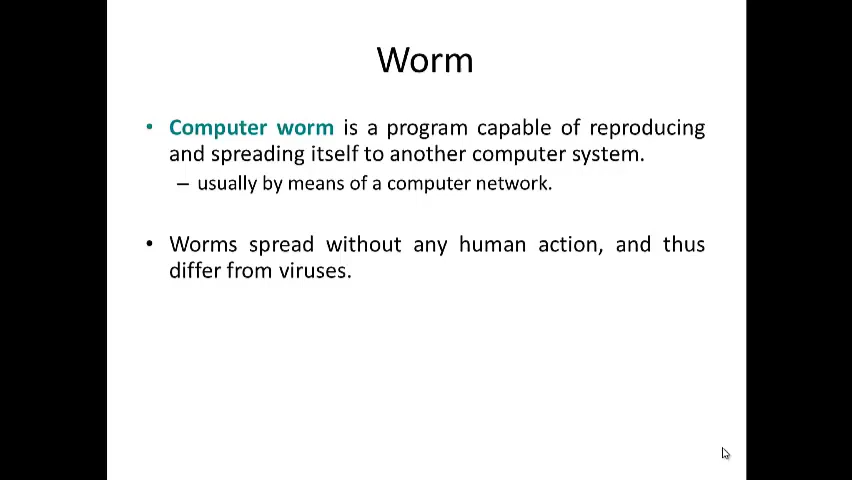 Worm
• Computer worm is a program capable of reproducing
and spreading itself to another computer system.
– usually by means of a computer network.
• Worms spread without any human action, and thus
differ from viruses.